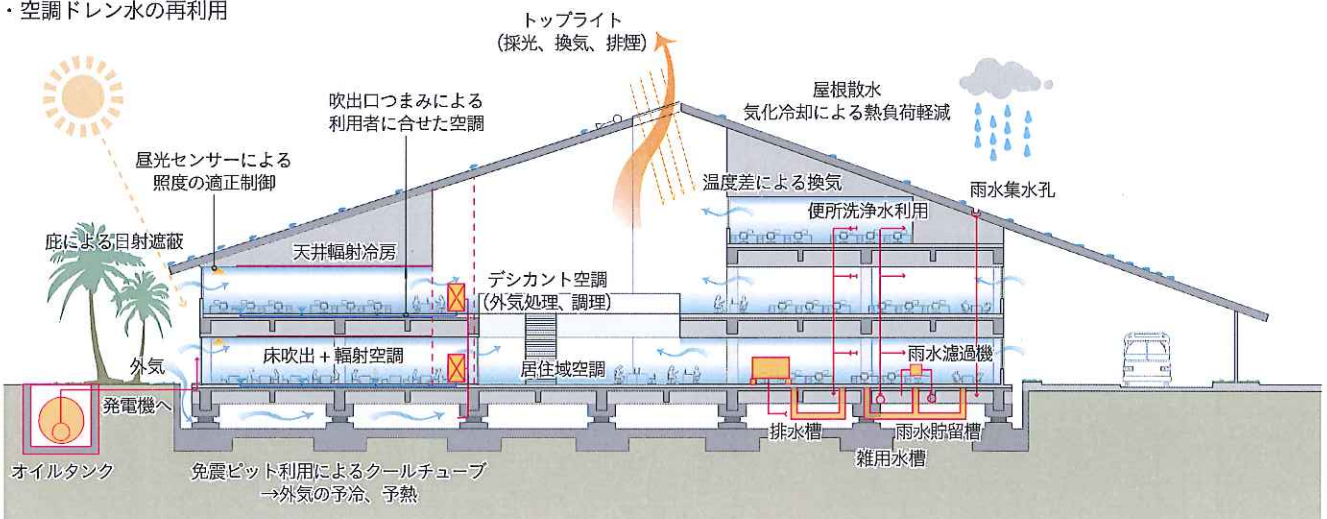 ・空調ドレン水の再利用
トップライト
（採光、換気、排煙）
吹出口つまみによる
利用者に合せた空調
屋根散水
気化冷却による熱負荷軽減
昼光センサーによる
照度の適正制御
温度差による換気
雨水集水孔
便所洗浄水利用
庇による日射遮蔽
天井輻射冷房
デシカント空調
（外気処理、調理）
床吹出＋輻射空調
居住域空調
雨水濾過機
外気
発電機へ
排水槽
雨水貯留槽
雑用水槽
オイルタンク
免震ピット利用によるクールチューブ
→外気の予冷、予熱